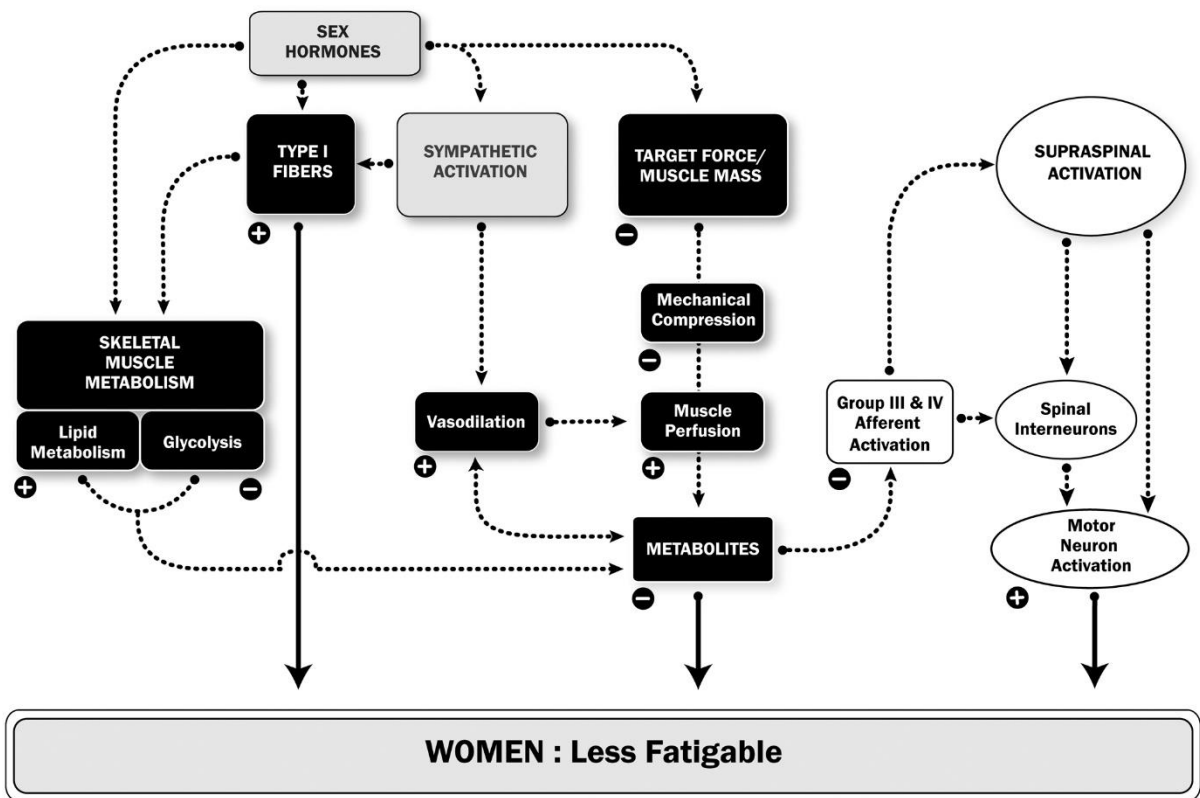 SEX
HORMONES
TYPE I
FIBERS
SYMPATHETIC
ACTIVATION
TARGET FORCE/
MUSCLE MASS
SUPRASPINAL
ACTIVATION
+
−
Mechanical
Compression
−
SKELETAL
MUSCLE
METABOLISM
Lipid
Metabolism
Glycolysis
+
−
Vasodilation
+
Muscle
Perfusion
+
Group III & IV
Afferent
Activation
−
Spinal
Interneurons
METABOLITES
−
Motor
Neuron
Activation
+
WOMEN : Less Fatigable